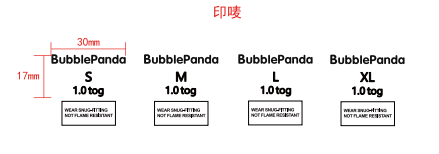 印唛
30mm
17mm
BubblePanda BubblePanda BubblePanda BubblePanda
S M L XL
1.0 tog 1.0 tog 1.0 tog 1.0 tog
WEAR SNUG-FITTING WEAR SNUG-FITTING WEAR SNUG-FITTING WEAR SNUG-FITTING
NOT FLAME RESISTANT NOT FLAME RESISTANT NOT FLAME RESISTANT NOT FLAME RESISTANT